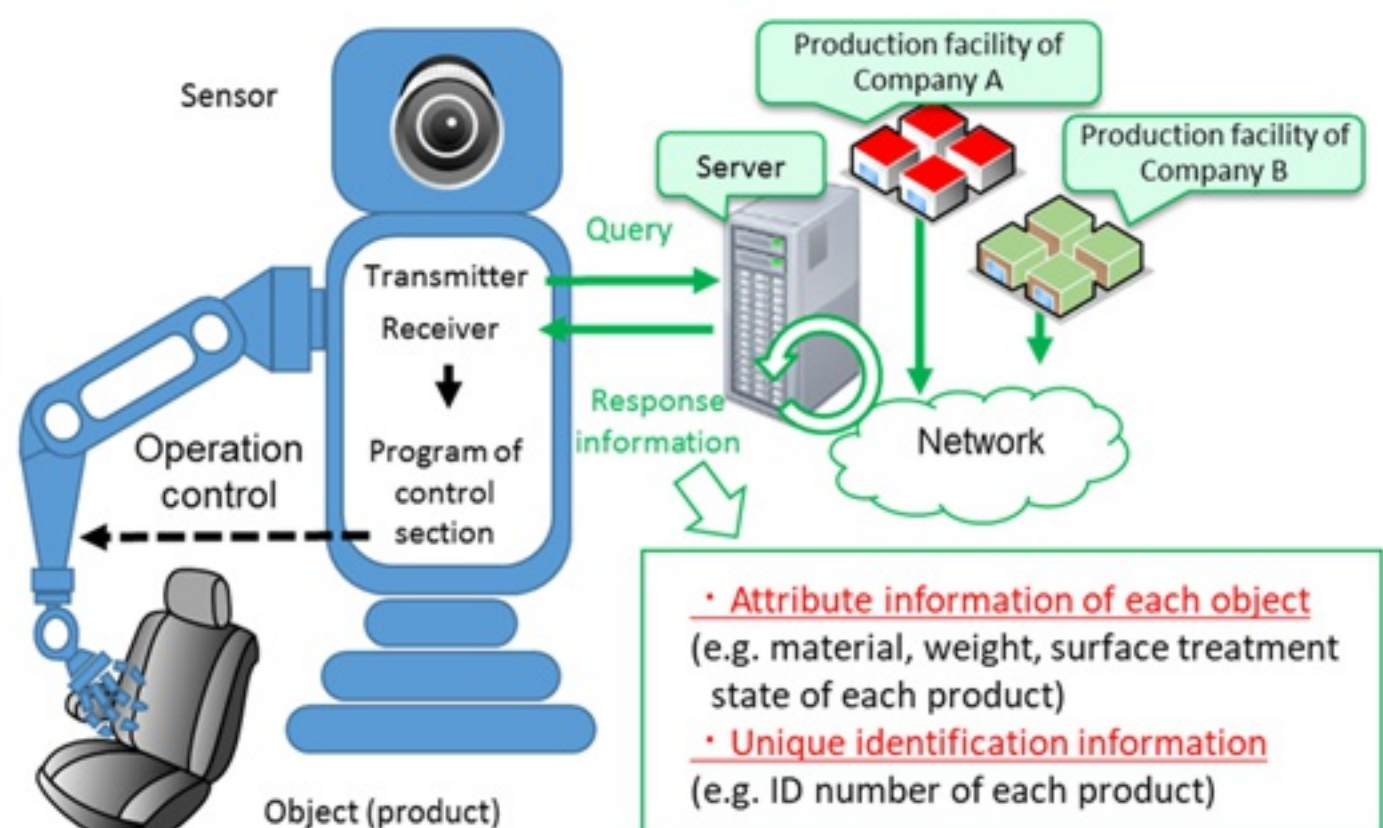 Sensor
Production facility of
Company A
Production facility of
Company B
Server
Query
Transmitter
Receiver
Response
information
Network
Operation
control
Program of
control
section
・Attribute information of each object
(e.g. material, weight, surface treatment
state of each product)
・Unique identification information
(e.g. ID number of each product)
Object (product)